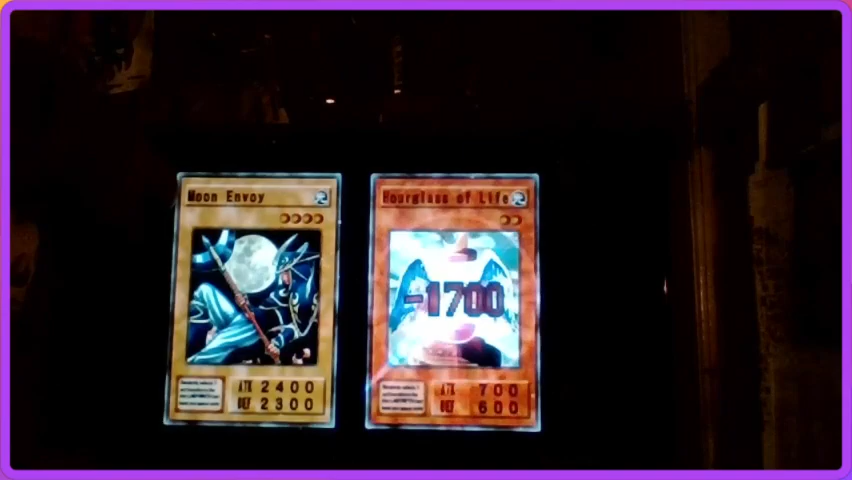 Moon Envoy
ATK 2400
DEF 2300
Hourglass of Life
-1700
ATK 700
DEF 600